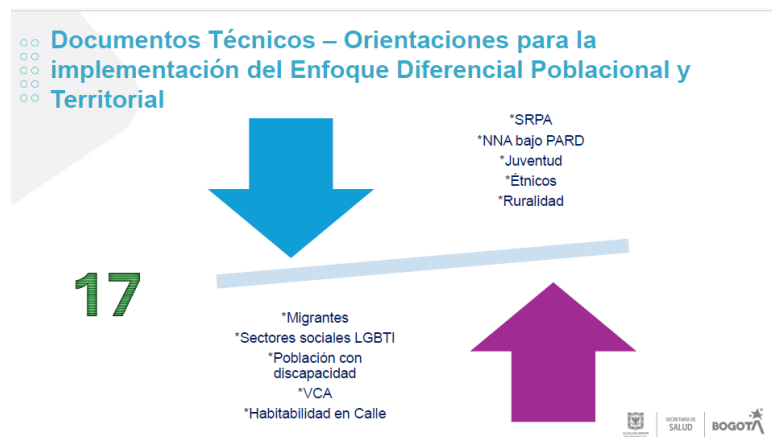 Documentos Técnicos – Orientaciones para la
implementación del Enfoque Diferencial Poblacional y
Territorial
*SRPA
*NNA bajo PARD
*Juventud
*Étnicos
*Ruralidad
17
*Migrantes
*Sectores sociales LGBTI
*Población con
discapacidad
*VCA
*Habitabilidad en Calle
SECRETARÍA DE
SALUD
BOGOTÁ